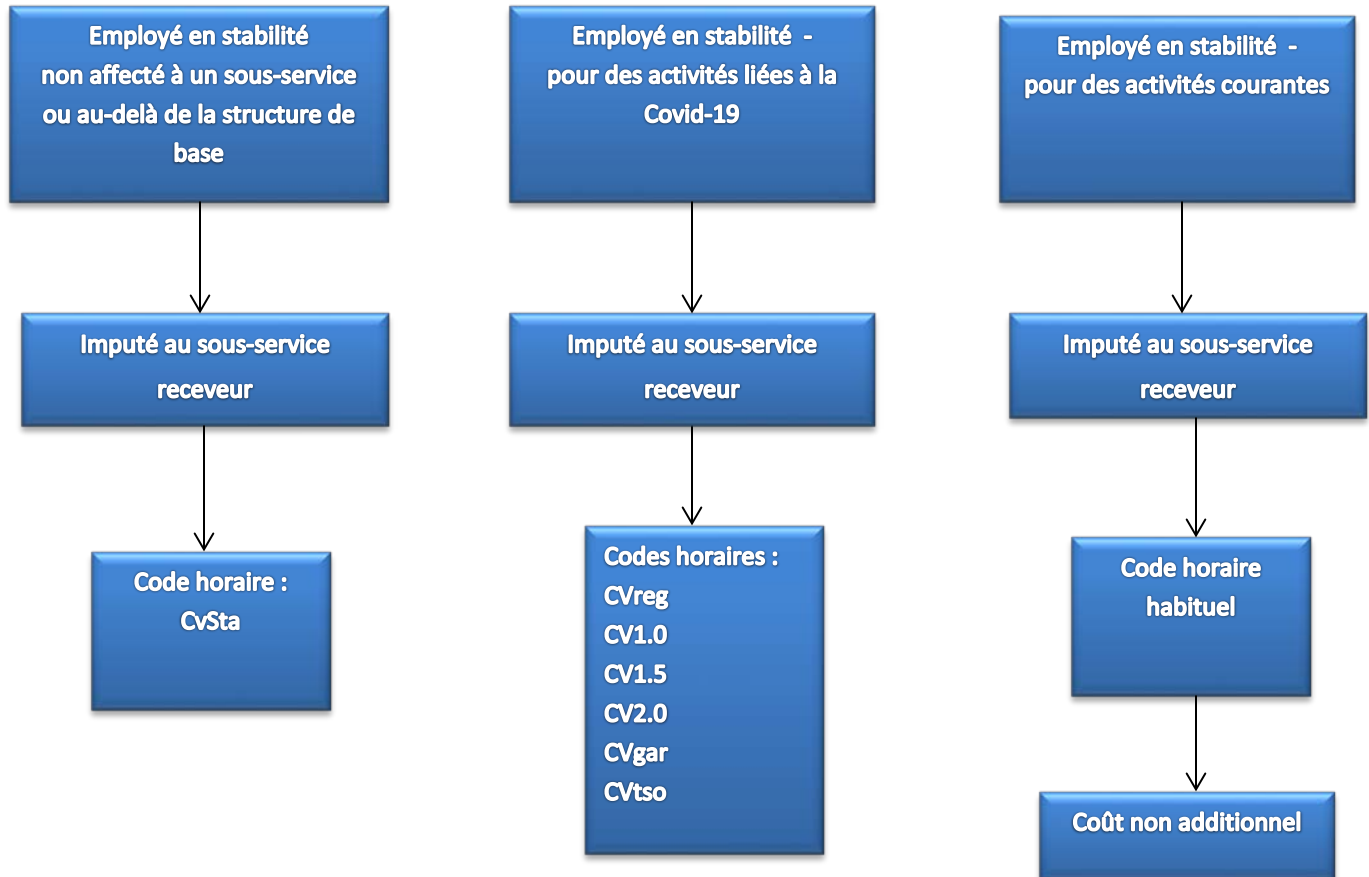 Employé en stabilité
non affecté à un sous-service
ou au-delà de la structure de
base
Imputé au sous-service
receveur
Code horaire :
CvSta
Employé en stabilité -
pour des activités liées à la
Covid-19
Imputé au sous-service
receveur
Codes horaires :
CVreg
CV1.0
CV1.5
CV2.0
CVgar
CVtso
Employé en stabilité -
pour des activités courantes
Imputé au sous-service
receveur
Code horaire
habituel
Coût non additionnel